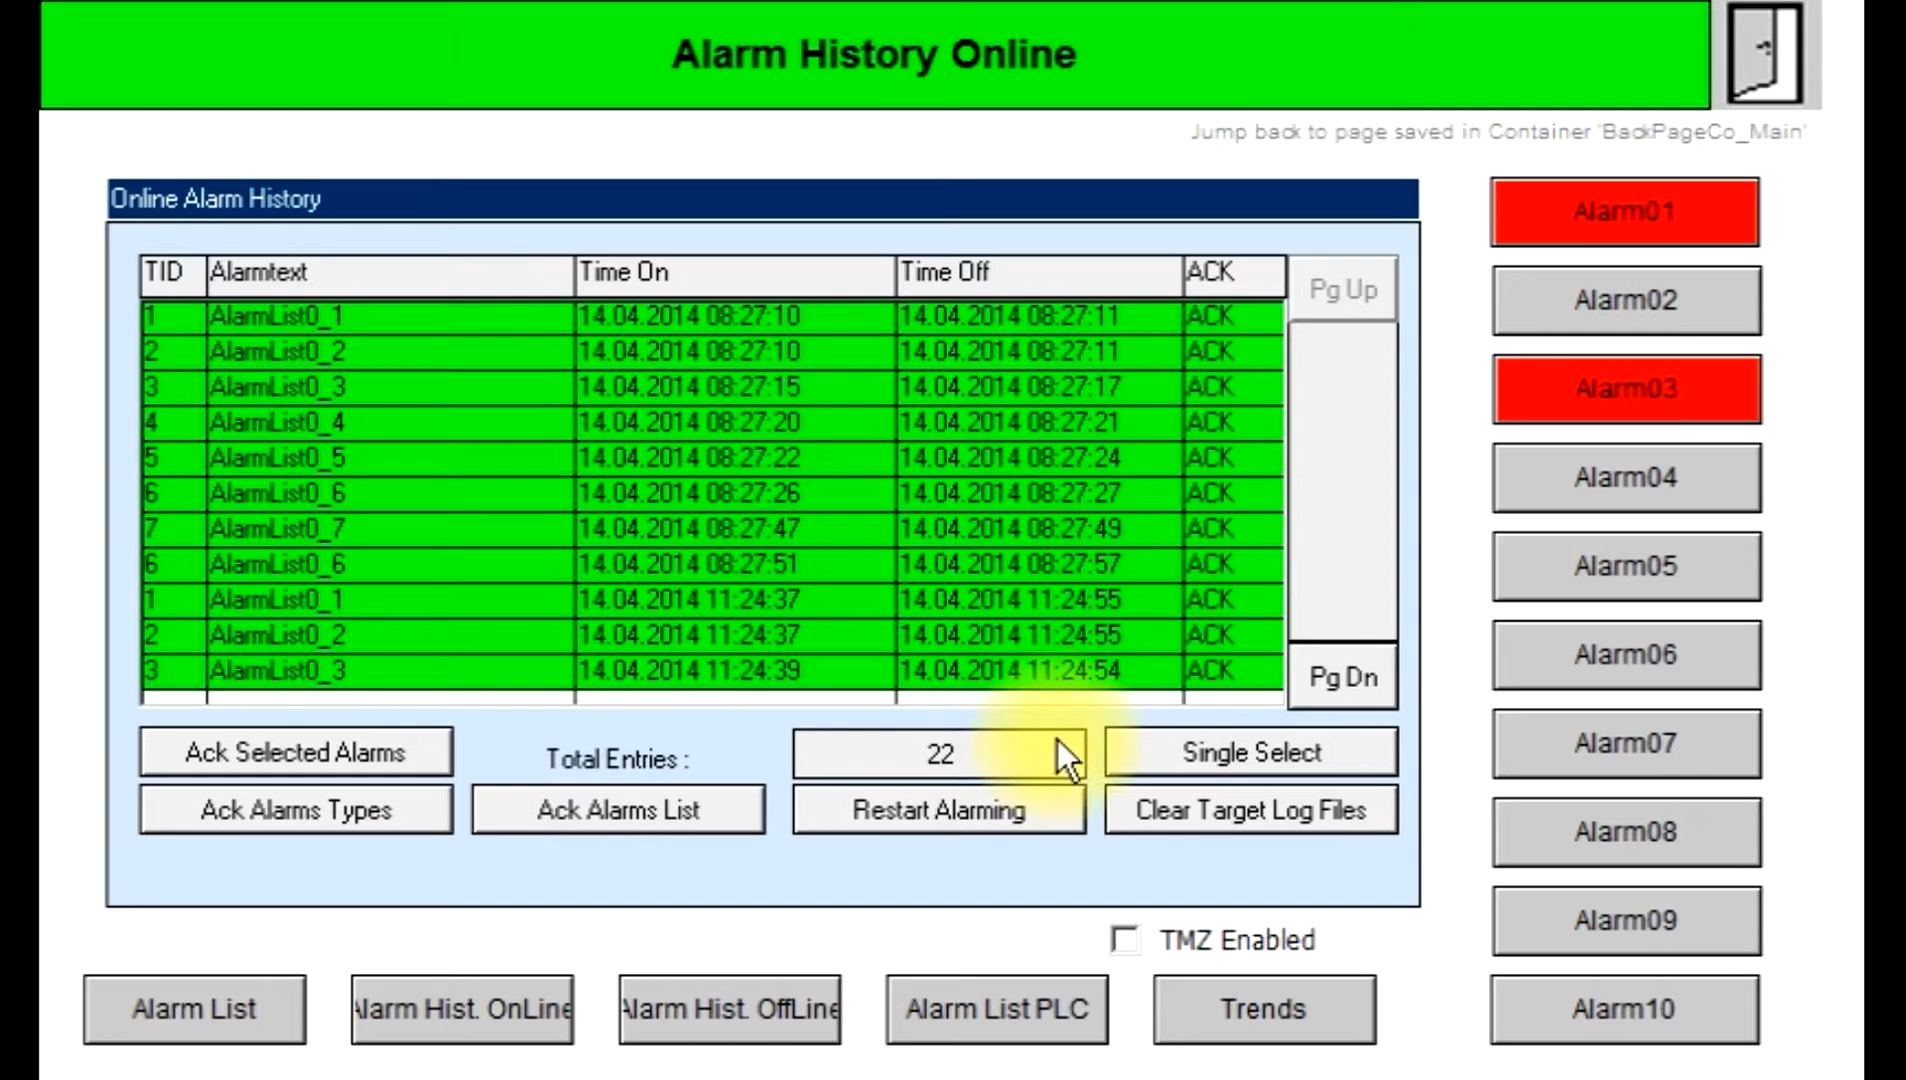 Alarm History Online
Jump back to page saved in Container 'BackPageCo_Main'
Online Alarm History
TID Alarmtext Time On Time Off ACK
1 AlarmList0_1 14.04.2014 08:27:10 14.04.2014 08:27:11 ACK
2 AlarmList0_2 14.04.2014 08:27:10 14.04.2014 08:27:11 ACK
3 AlarmList0_3 14.04.2014 08:27:15 14.04.2014 08:27:17 ACK
4 AlarmList0_4 14.04.2014 08:27:20 14.04.2014 08:27:21 ACK
5 AlarmList0_5 14.04.2014 08:27:22 14.04.2014 08:27:24 ACK
6 AlarmList0_6 14.04.2014 08:27:26 14.04.2014 08:27:27 ACK
7 AlarmList0_7 14.04.2014 08:27:47 14.04.2014 08:27:49 ACK
6 AlarmList0_6 14.04.2014 08:27:51 14.04.2014 08:27:57 ACK
1 AlarmList0_1 14.04.2014 11:24:37 14.04.2014 11:24:55 ACK
2 AlarmList0_2 14.04.2014 11:24:37 14.04.2014 11:24:55 ACK
3 AlarmList0_3 14.04.2014 11:24:39 14.04.2014 11:24:54 ACK
Pg Up
Pg Dn
Ack Selected Alarms Total Entries : 22 Single Select
Ack Alarms Types Ack Alarms List Restart Alarming Clear Target Log Files
TMZ Enabled
Alarm01
Alarm02
Alarm03
Alarm04
Alarm05
Alarm06
Alarm07
Alarm08
Alarm09
Alarm10
Alarm List Alarm Hist. OnLine Alarm Hist. OffLine Alarm List PLC Trends